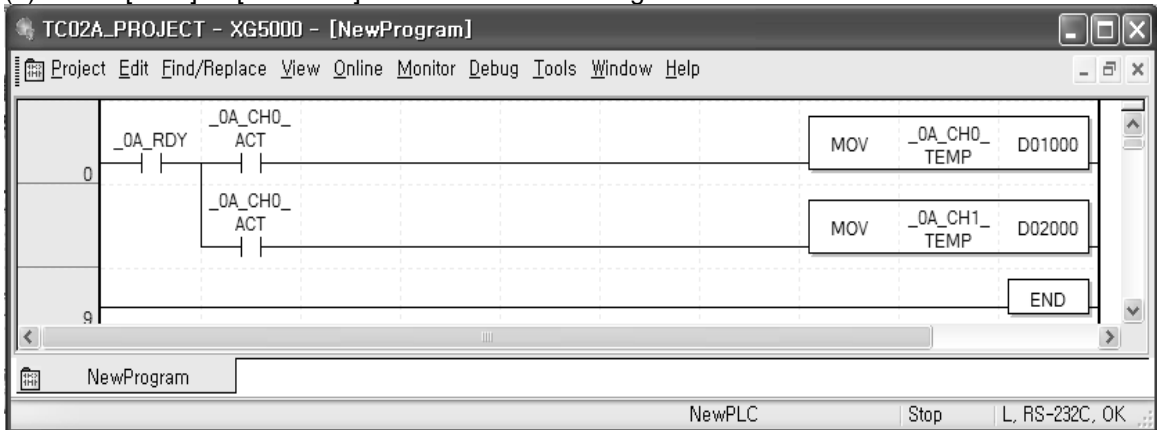 TC02A_PROJECT - XG5000 - [NewProgram]
Project Edit Find/Replace View Online Monitor Debug Tools Window Help
_0A_RDY
_0A_CH0_
ACT
MOV
_0A_CH0_
TEMP
D01000
0
_0A_CH0_
ACT
MOV
_0A_CH1_
TEMP
D02000
END
9
NewProgram
NewPLC
Stop
L, RS-232C, OK